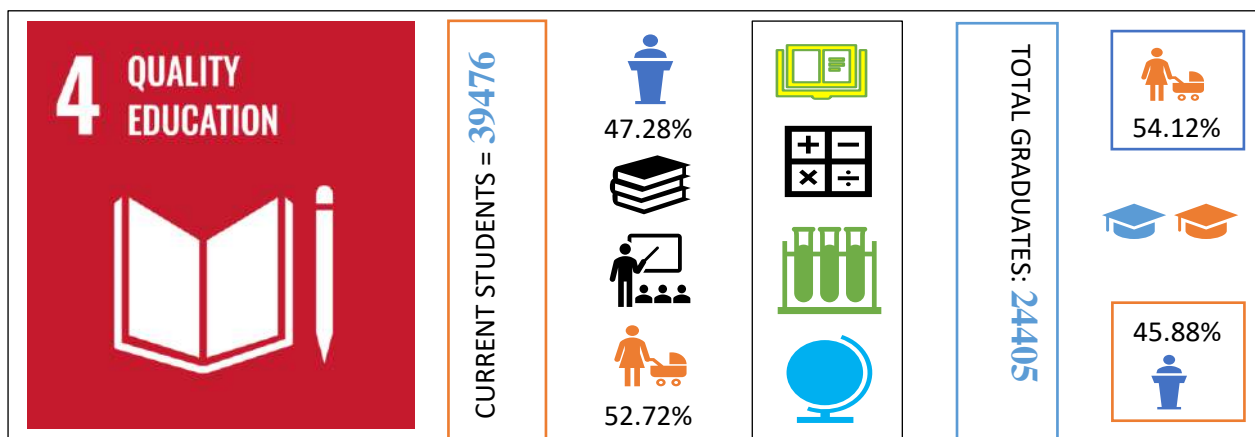 4 QUALITY
EDUCATION
CURRENT STUDENTS = 39476
47.28%
52.72%
TOTAL GRADUATES: 24405
54.12%
45.88%